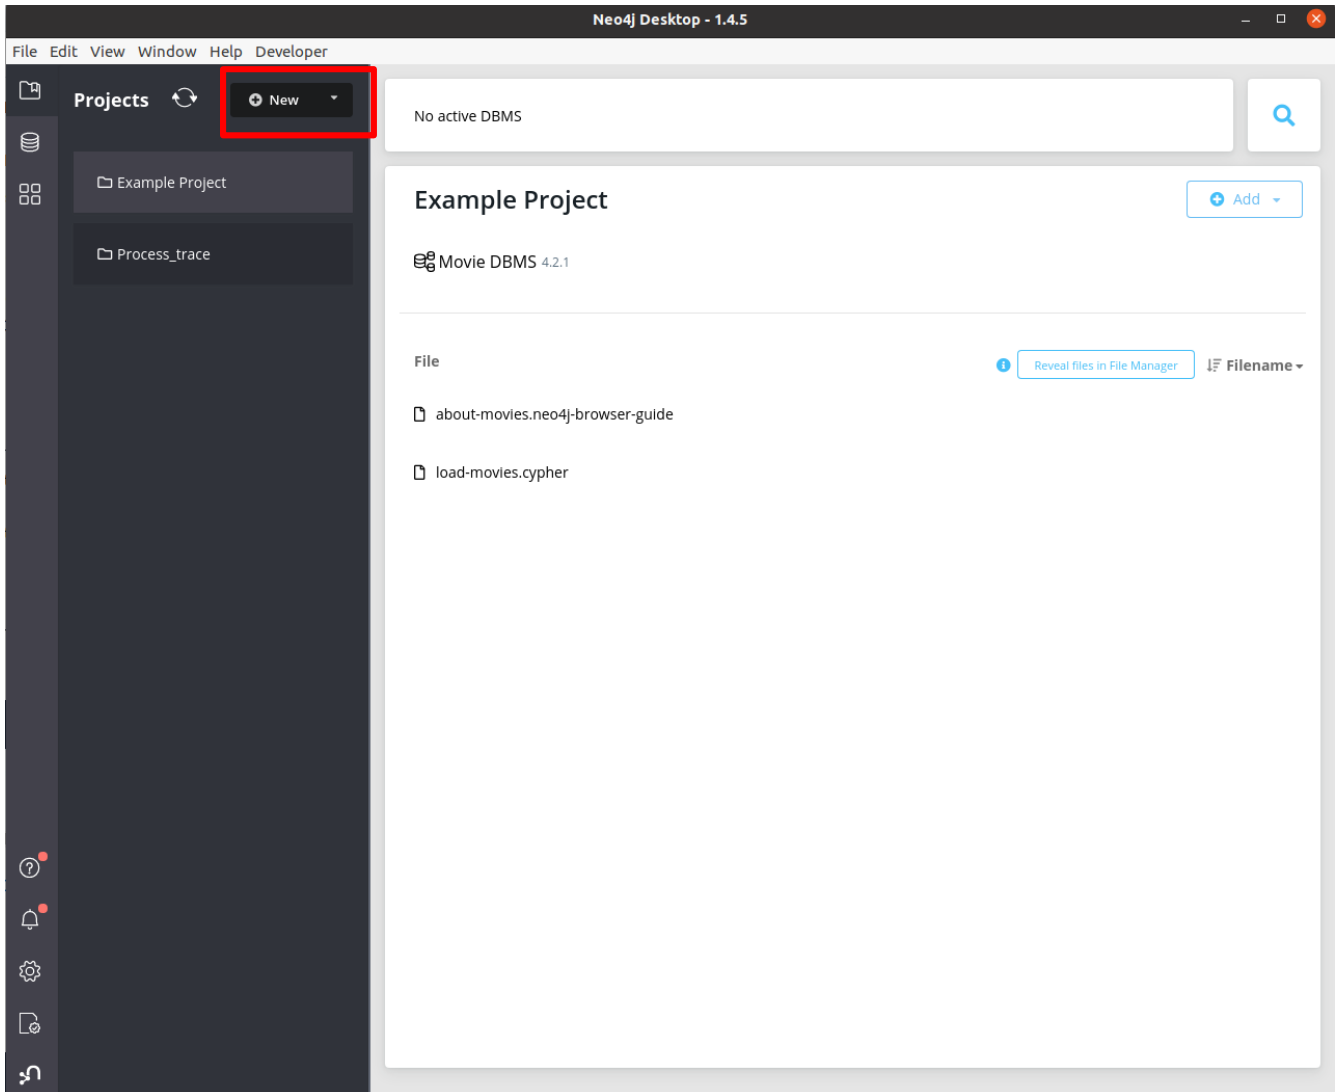 Neo4j Desktop - 1.4.5
File Edit View Window Help Developer
Projects
New
No active DBMS
Example Project
Process_trace
Example Project
Add
Movie DBMS 4.2.1
File
Reveal files in File Manager
Filename
about-movies.neo4j-browser-guide
load-movies.cypher